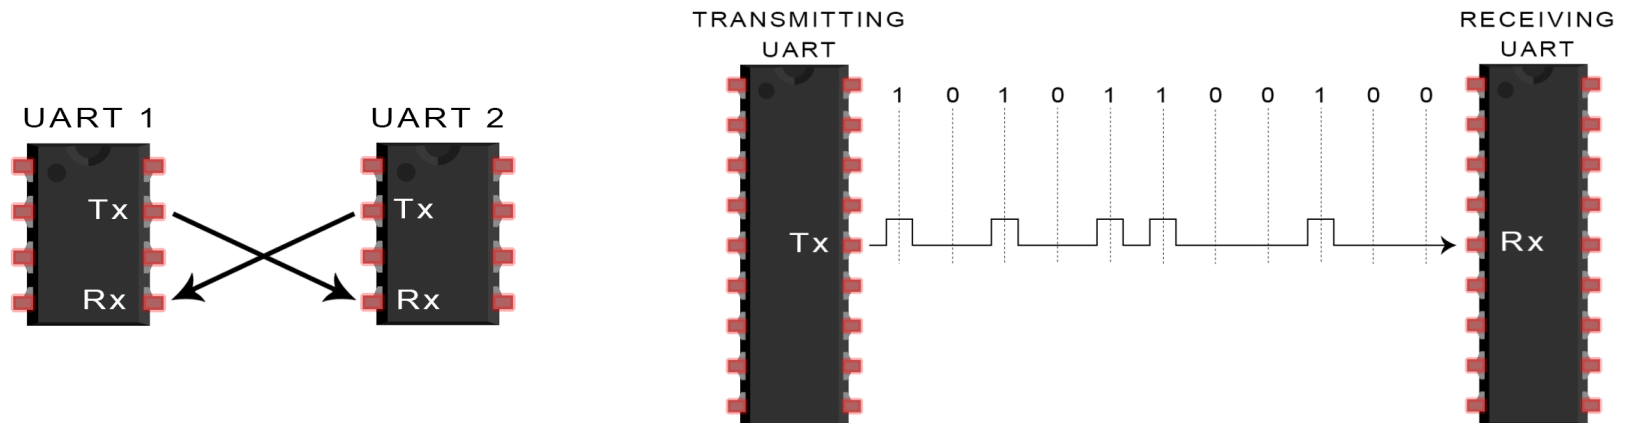 UART 1
Tx
Rx
UART 2
Tx
Rx
TRANSMITTING
UART
Tx
1 0 1 0 1 1 0 0 1 0 0
RECEIVING
UART
Rx